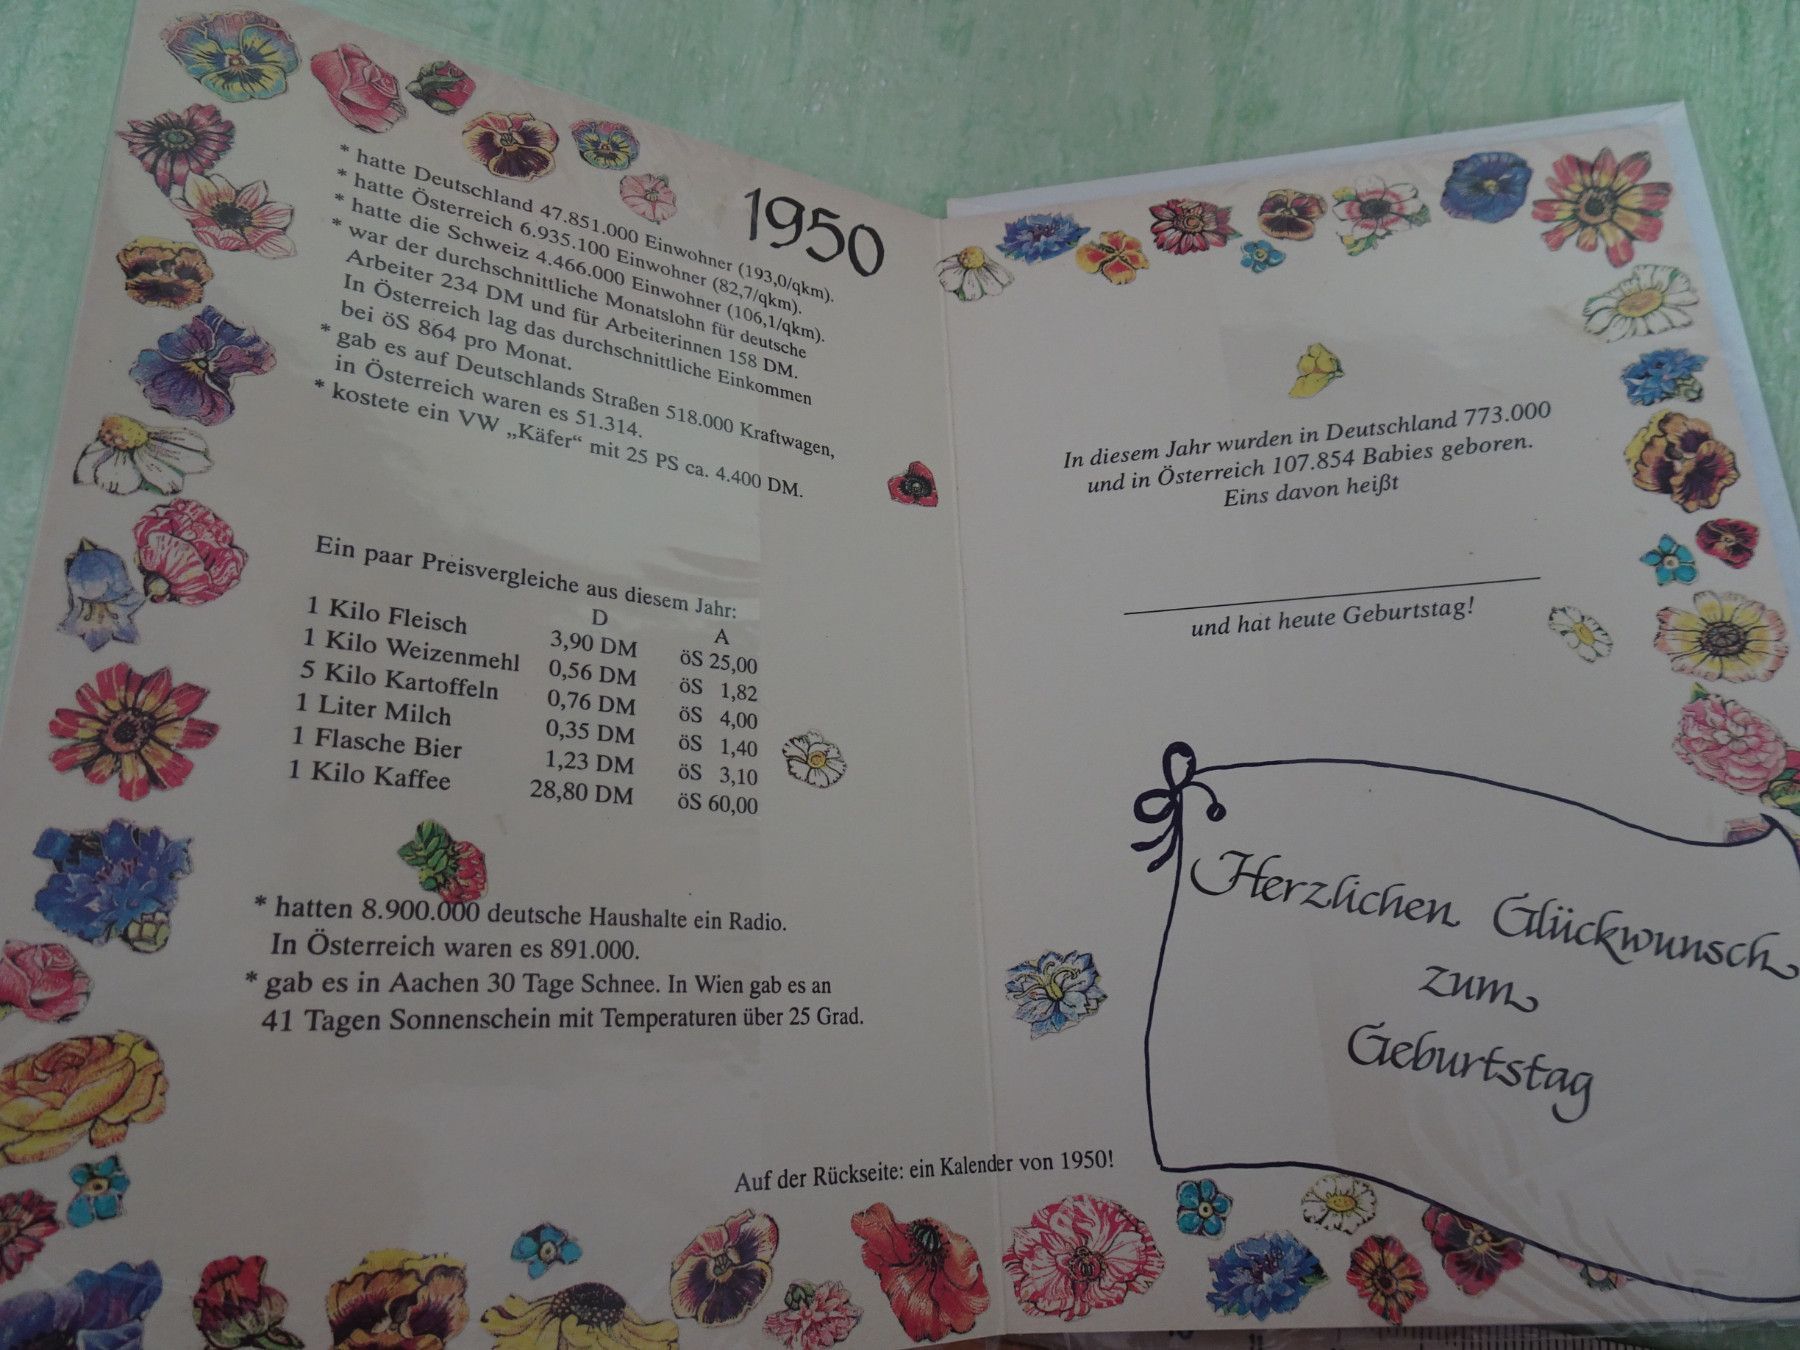 1950
* hatte Deutschland 47.851.000 Einwohner (193,0/qkm).
* hatte Österreich 6.935.100 Einwohner (82,7/qkm).
* hatte die Schweiz 4.466.000 Einwohner (106,1/qkm).
* war der durchschnittliche Monatslohn für deutsche
Arbeiter 234 DM und für Arbeiterinnen 158 DM.
In Österreich lag das durchschnittliche Einkommen
bei öS 864 pro Monat.
* gab es auf Deutschlands Straßen 518.000 Kraftwagen,
in Österreich waren es 51.314.
* kostete ein VW „Käfer“ mit 25 PS ca. 4.400 DM.
Ein paar Preisvergleiche aus diesem Jahr:
D A
1 Kilo Fleisch 3,90 DM öS 25,00
1 Kilo Weizenmehl 0,56 DM öS 1,82
5 Kilo Kartoffeln 0,76 DM öS 4,00
1 Liter Milch 0,35 DM öS 1,40
1 Flasche Bier 1,23 DM öS 3,10
1 Kilo Kaffee 28,80 DM öS 60,00
* hatten 8.900.000 deutsche Haushalte ein Radio.
In Österreich waren es 891.000.
* gab es in Aachen 30 Tage Schnee. In Wien gab es an
41 Tagen Sonnenschein mit Temperaturen über 25 Grad.
Auf der Rückseite: ein Kalender von 1950!
In diesem Jahr wurden in Deutschland 773.000
und in Österreich 107.854 Babies geboren.
Eins davon heißt
und hat heute Geburtstag!
Herzlichen Glückwunsch
zum
Geburtstag